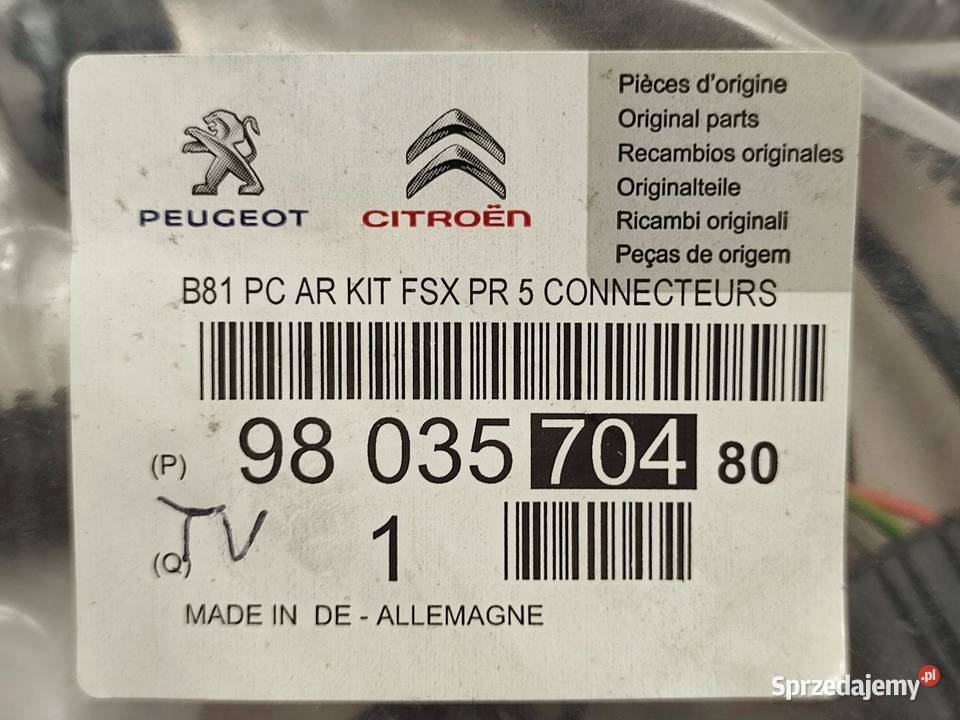 PEUGEOT
CITROËN
Pièces d'origine
Original parts
Recambios originales
Originalteile
Ricambi originali
Peças de origem
B81 PC AR KIT FSX PR 5 CONNECTEURS
(P) 98 035 704 80
TV
(Q) 1
MADE IN DE - ALLEMAGNE
Sprzedajemy.pl